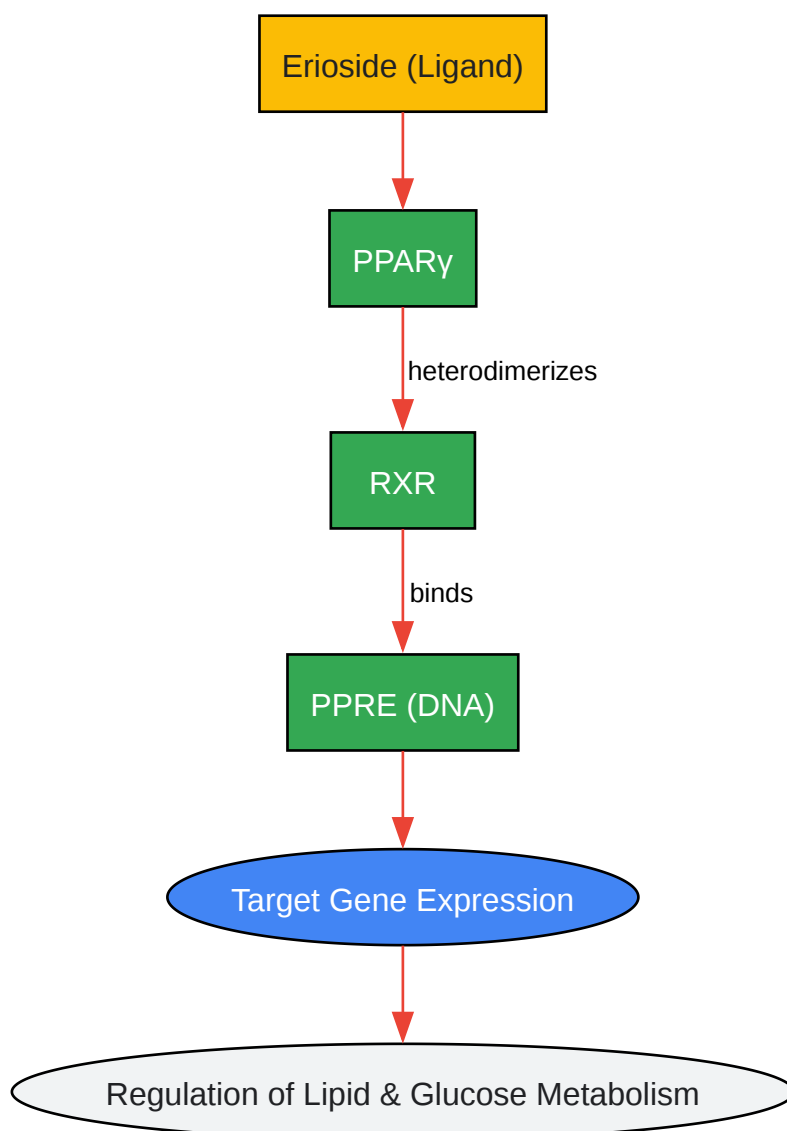 Erioside (Ligand)
PPARγ
heterodimerizes
RXR
binds
PPRE (DNA)
Target Gene Expression
Regulation of Lipid & Glucose Metabolism